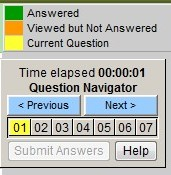 Answered
Viewed but Not Answered
Current Question
Time elapsed 00:00:01
Question Navigator
< Previous Next >
01 02 03 04 05 06 07
Submit Answers Help